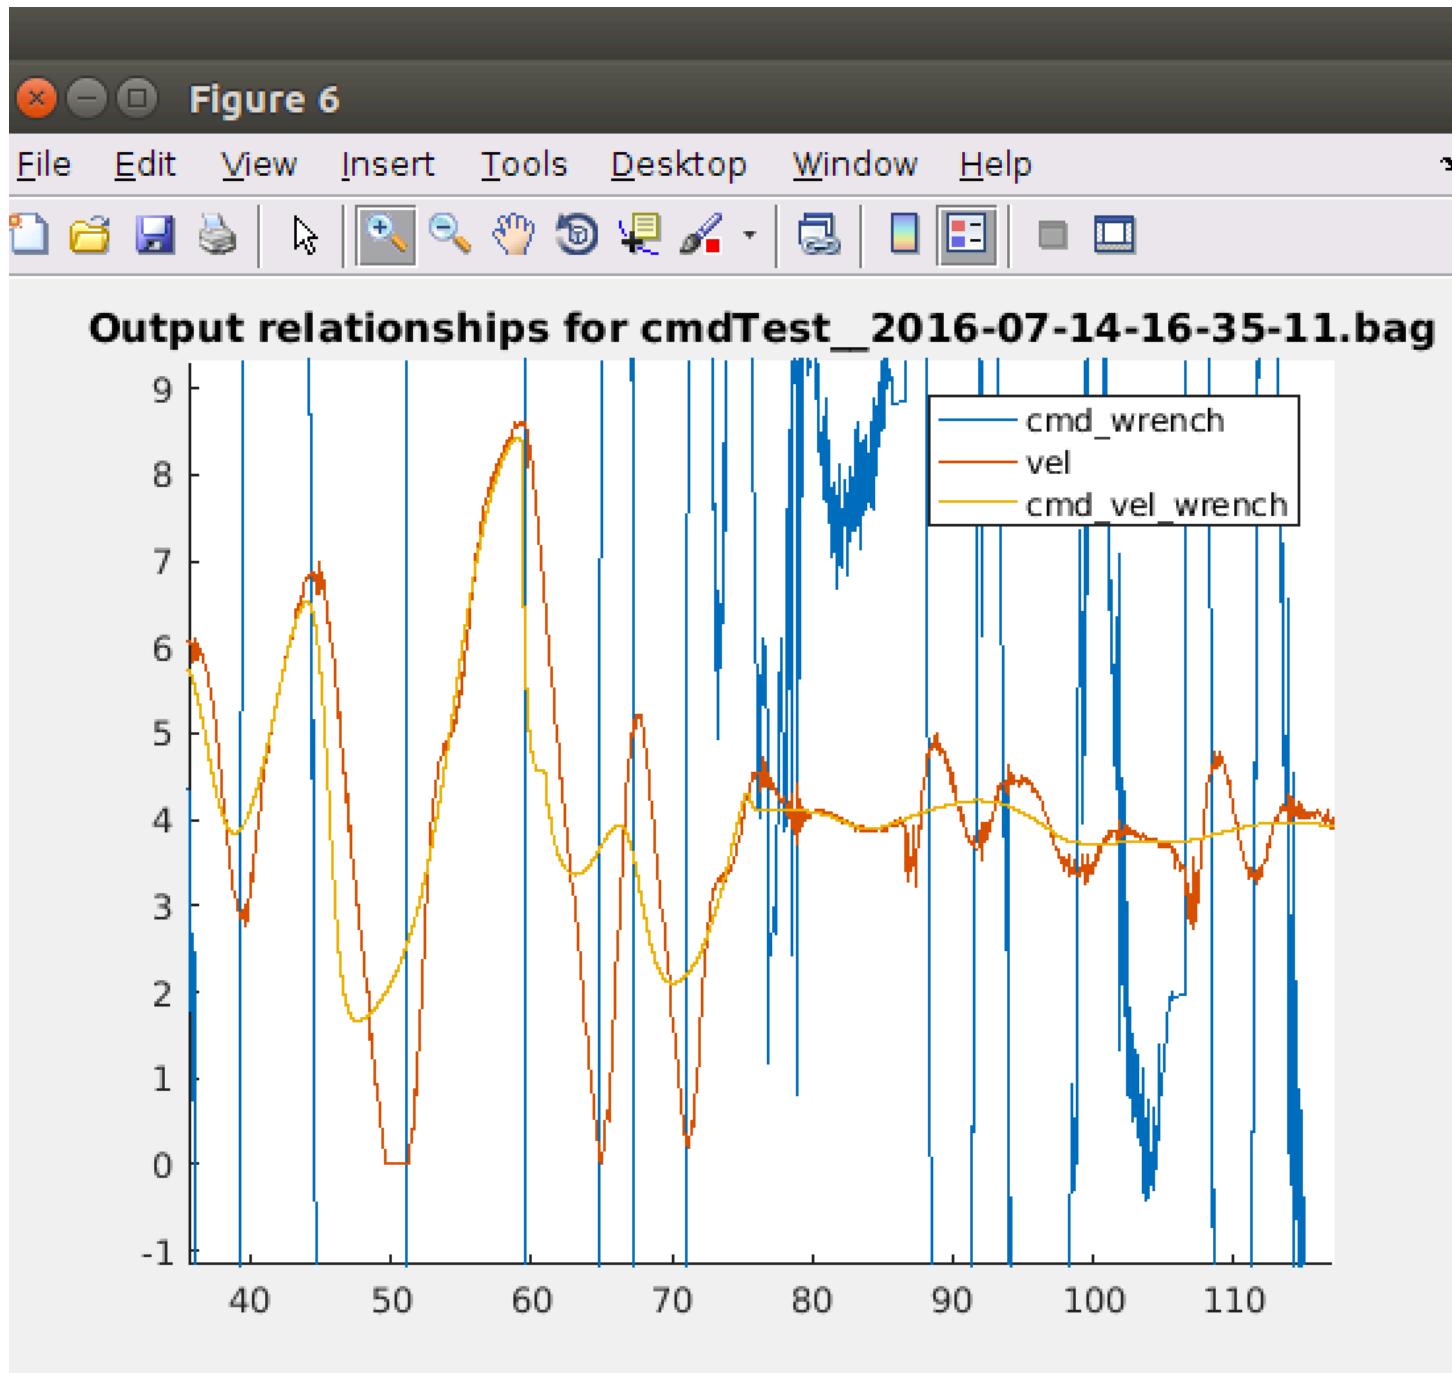 Figure 6
File Edit View Insert Tools Desktop Window Help
Output relationships for cmdTest__2016-07-14-16-35-11.bag
9
8
7
6
5
4
3
2
1
0
-1
cmd_wrench
vel
cmd_vel_wrench
40 50 60 70 80 90 100 110